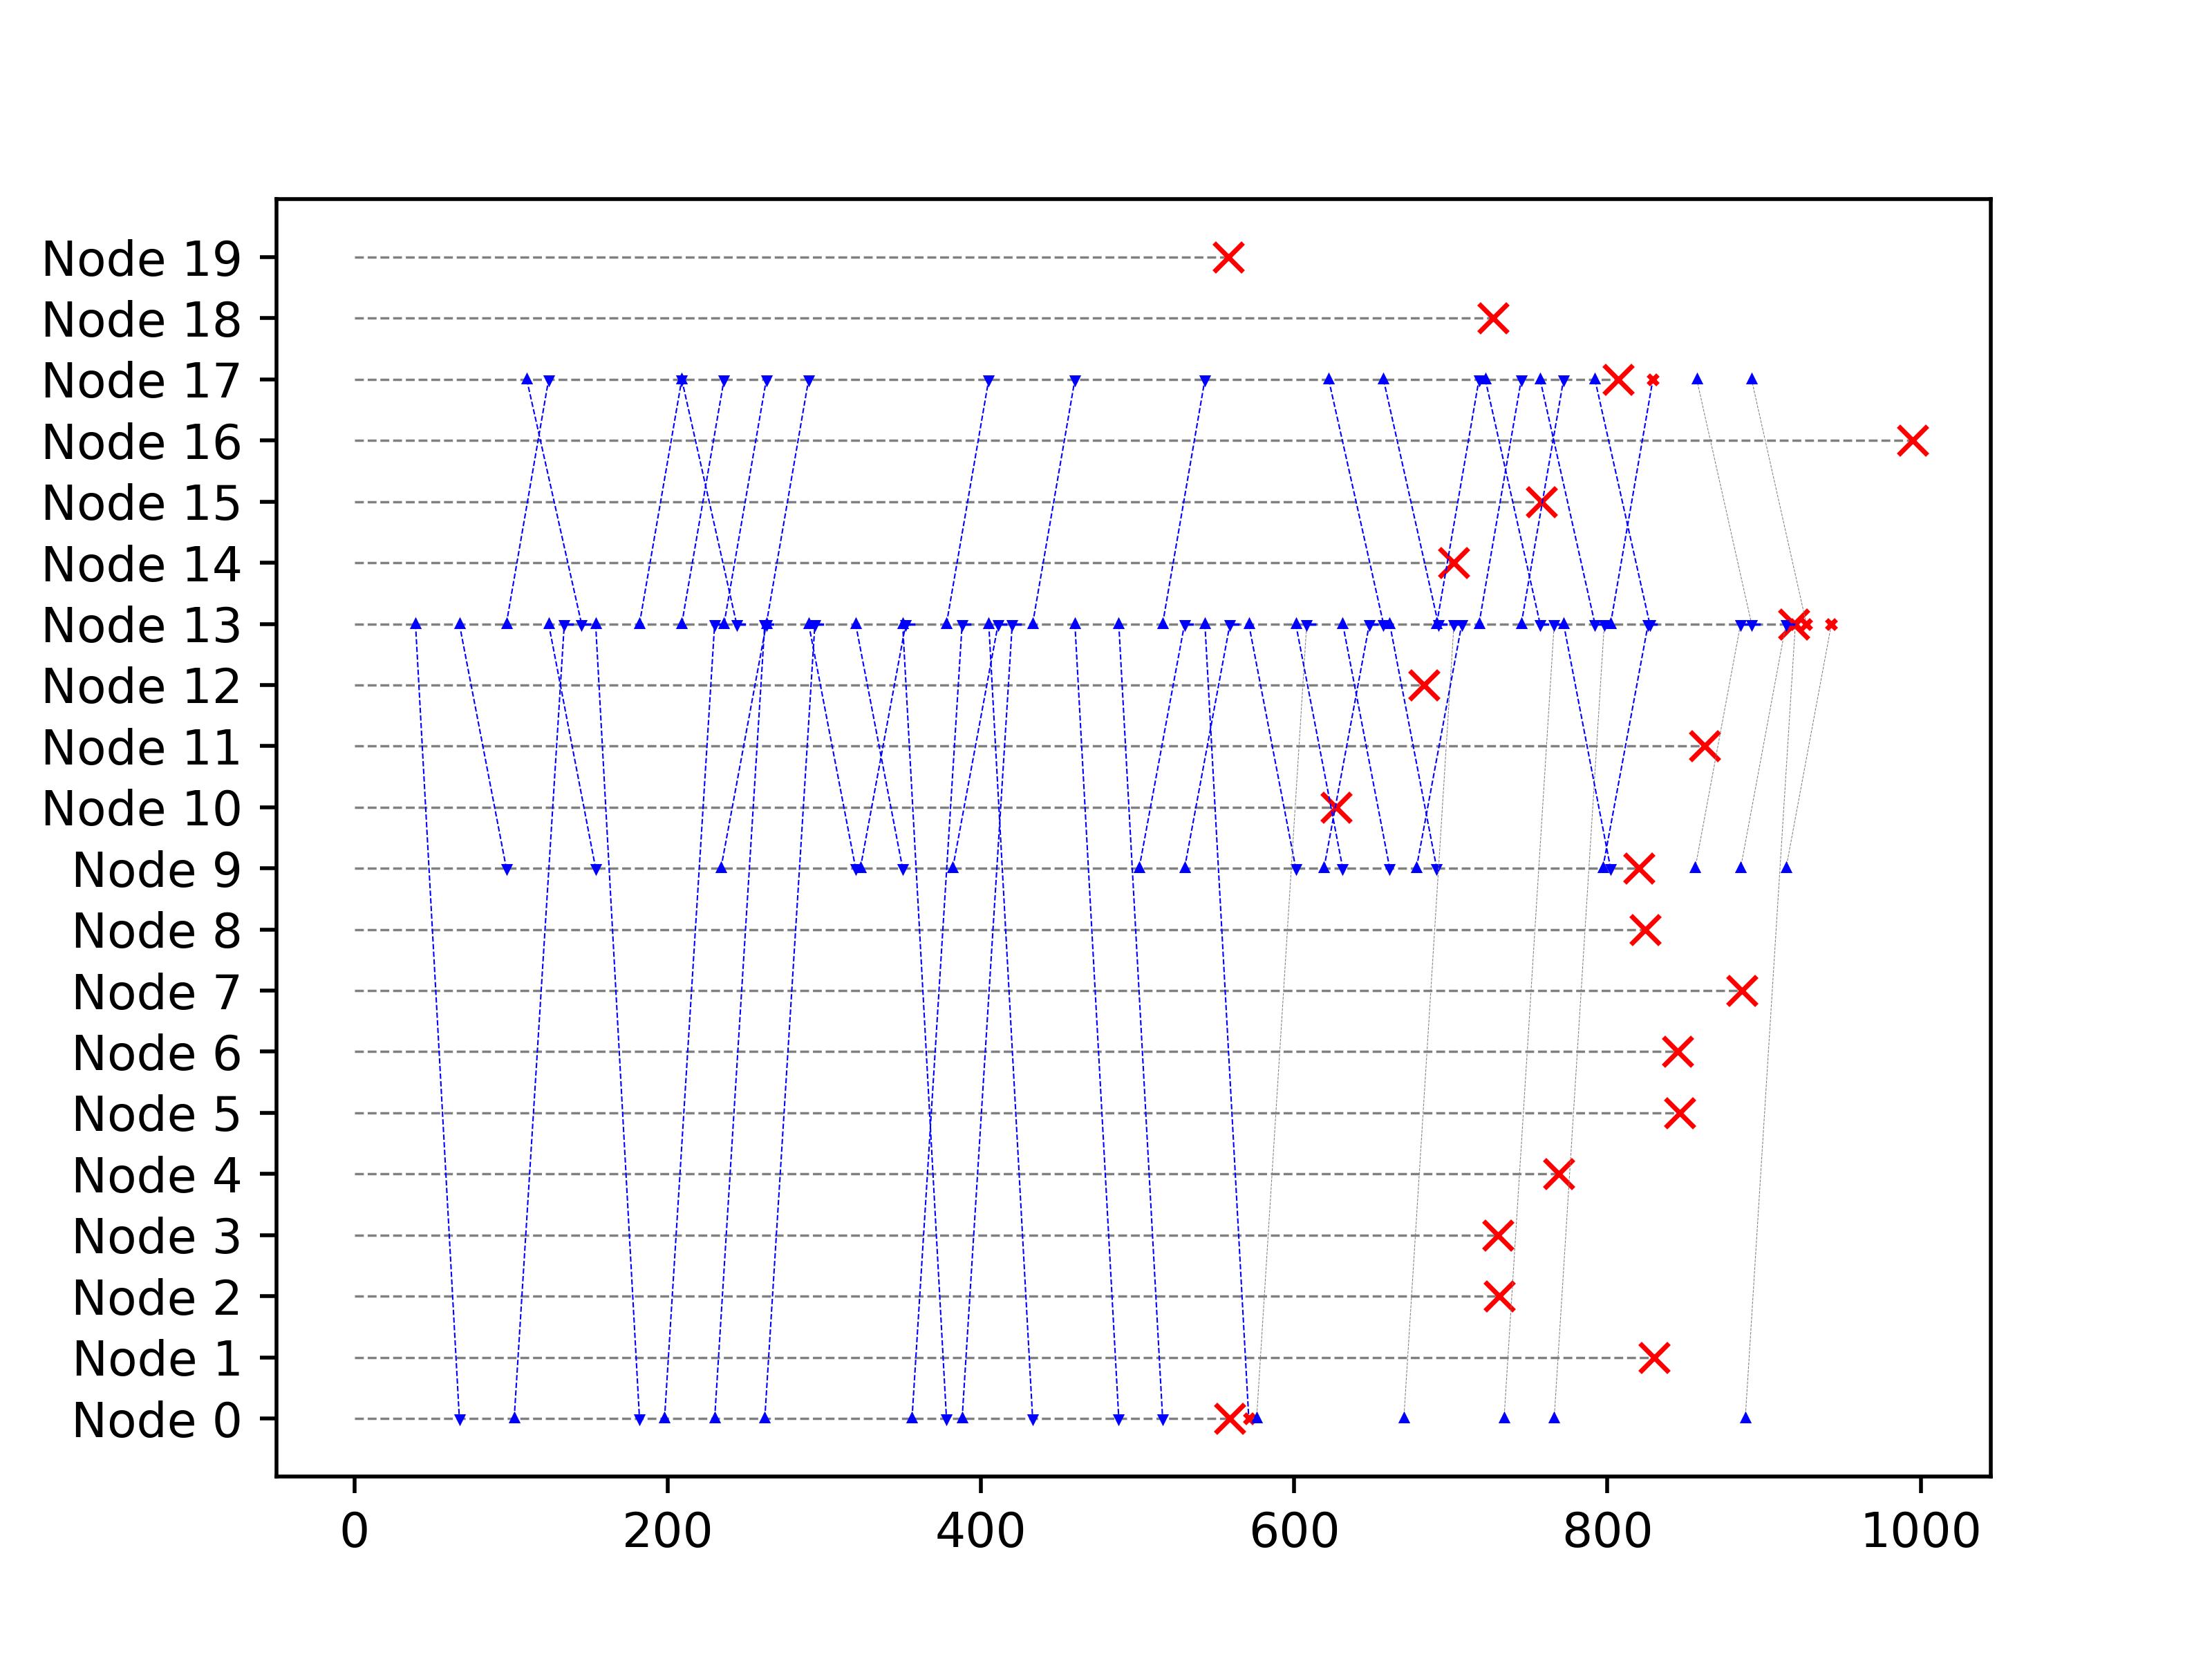 Node 19
Node 18
Node 17
Node 16
Node 15
Node 14
Node 13
Node 12
Node 11
Node 10
Node 9
Node 8
Node 7
Node 6
Node 5
Node 4
Node 3
Node 2
Node 1
Node 0
0 200 400 600 800 1000